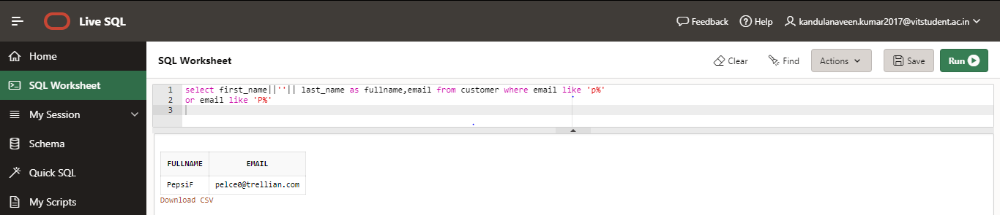 Live SQL
Feedback
Help
kandulanaveen.kumar2017@vitstudent.ac.in
Home
SQL Worksheet
My Session
Schema
Quick SQL
My Scripts
SQL Worksheet
Clear
Find
Actions
Save
Run
1 select first_name||''|| last_name as fullname,email from customer where email like 'p%'
2 or email like 'P%'
3
FULLNAME EMAIL
PepsiF pelce0@trellian.com
Download CSV